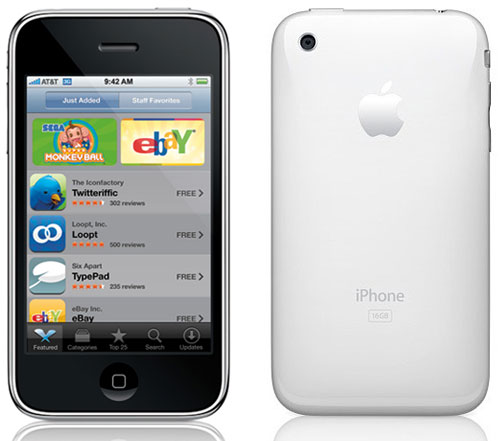 AT&T 3G 9:42 AM
Just Added Staff Favorites
SEGA
MONKEY BALL
ebaY
The Iconfactory
Twitteriffic FREE >
302 reviews
Loopt, Inc.
Loopt FREE >
500 reviews
Six Apart
TypePad FREE >
235 reviews
eBay Inc.
eBay FREE >
Featured Categories Top 25 Search Updates
iPhone
16GB